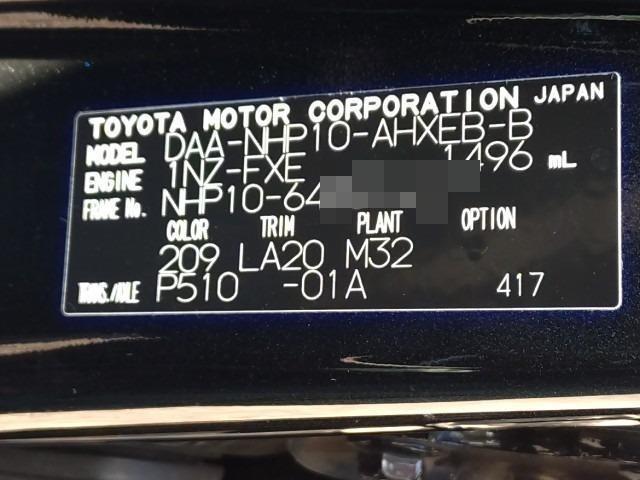 TOYOTA MOTOR CORPORATION JAPAN
MODEL DAA-NHP10-AHXEB-B
ENGINE 1NZ-FXE 1496 mL
FRAME No. NHP10-64
COLOR TRIM PLANT OPTION
209 LA20 M32
TRANS./AXLE P510 -01A 417